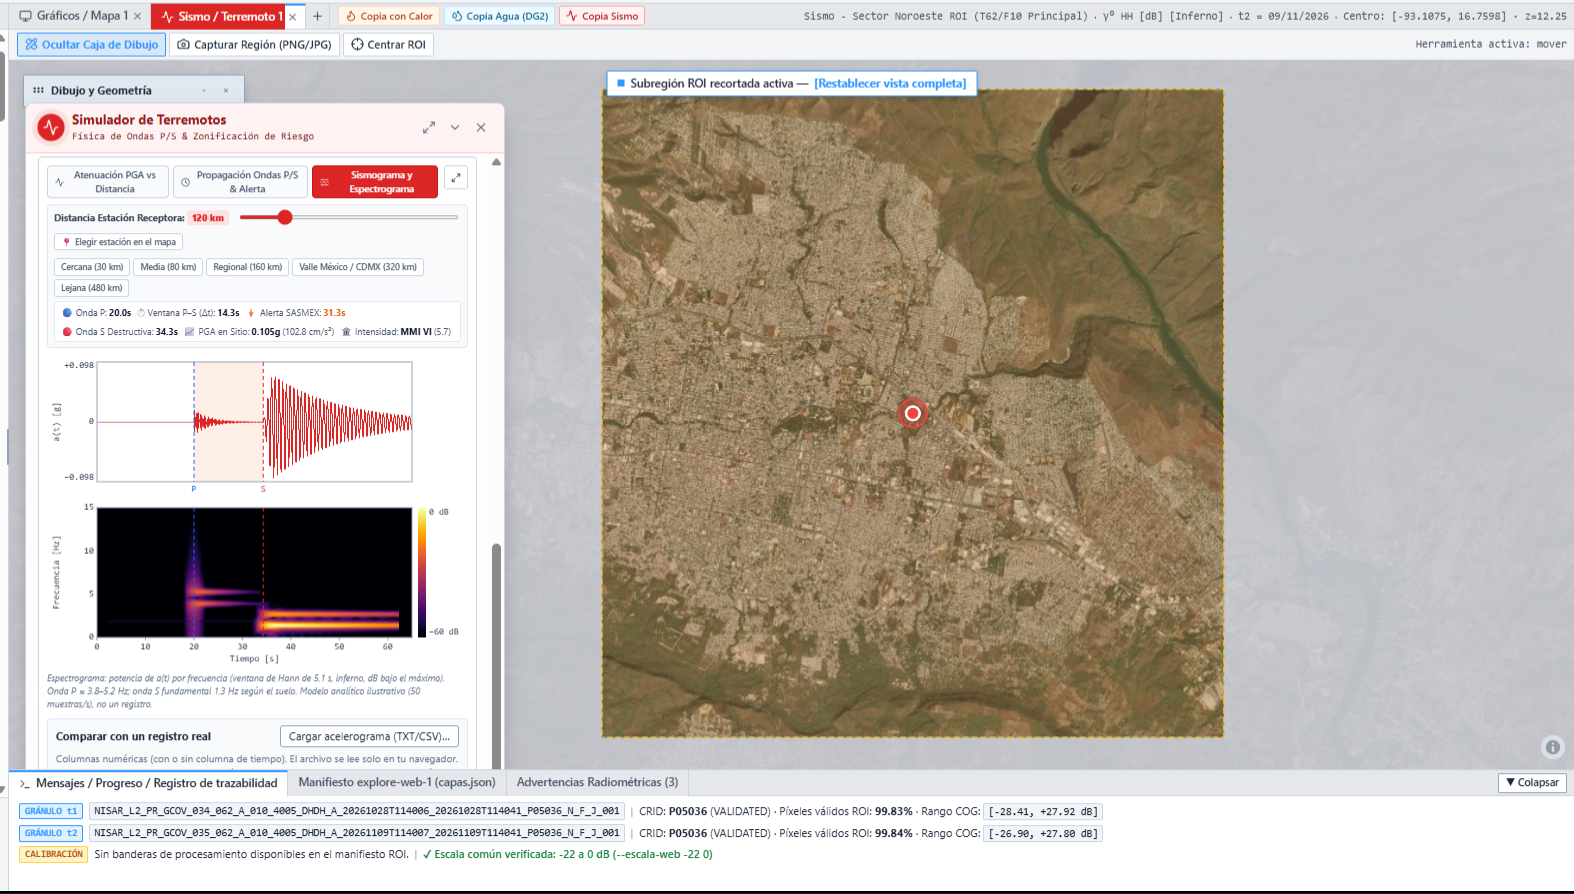 Gráficos / Mapa 1 ×
Sismo / Terremoto 1 ×
+
Copia con Calor
Copia Agua (DG2)
Copia Sismo
Sismo - Sector Noroeste ROI (T62/F10 Principal) · γ⁰ HH [dB] [Inferno] · t2 = 09/11/2026 · Centro: [-93.1075, 16.7598] · z=12.25
Ocultar Caja de Dibujo
Capturar Región (PNG/JPG)
Centrar ROI
Herramienta activa: mover
Dibujo y Geometría
Subregión ROI recortada activa — [Restablecer vista completa]
Simulador de Terremotos
Física de Ondas P/S & Zonificación de Riesgo
Atenuación PGA vs Distancia
Propagación Ondas P/S & Alerta
Sismograma y Espectrograma
Distancia Estación Receptora: 120 km
Elegir estación en el mapa
Cercana (30 km)
Media (80 km)
Regional (160 km)
Valle México / CDMX (320 km)
Lejana (480 km)
Onda P: 20.0s
Ventana P–S (Δt): 14.3s
Alerta SASMEX: 31.3s
Onda S Destructiva: 34.3s
PGA en Sitio: 0.105g (102.8 cm/s²)
Intensidad: MMI VI (5.7)
+0.098
0
−0.098
a(t) [g]
P
S
15
10
5
0
Frecuencia [Hz]
0 dB
−60 dB
0 10 20 30 40 50 60
Tiempo [s]
Espectrograma: potencia de a(t) por frecuencia (ventana de Hann de 5.1 s, inferno, dB bajo el máximo).
Onda P ≈ 3.8–5.2 Hz; onda S fundamental 1.3 Hz según el suelo. Modelo analítico ilustrativo (50
muestras/s), no un registro.
Comparar con un registro real
Cargar acelerograma (TXT/CSV)...
Columnas numéricas (con o sin columna de tiempo). El archivo se lee solo en tu navegador.
Mensajes / Progreso / Registro de trazabilidad
Manifiesto explore-web-1 (capas.json)
Advertencias Radiométricas (3)
▼ Colapsar
GRÁNULO t1 NISAR_L2_PR_GCOV_034_062_A_010_4005_DHDH_A_20261028T114006_20261028T114041_P05036_N_F_J_001 | CRID: P05036 (VALIDATED) · Píxeles válidos ROI: 99.83% · Rango COG: [-28.41, +27.92 dB]
GRÁNULO t2 NISAR_L2_PR_GCOV_035_062_A_010_4005_DHDH_A_20261109T114007_20261109T114041_P05036_N_F_J_001 | CRID: P05036 (VALIDATED) · Píxeles válidos ROI: 99.84% · Rango COG: [-26.90, +27.80 dB]
CALIBRACIÓN Sin banderas de procesamiento disponibles en el manifiesto ROI. | ✓ Escala común verificada: -22 a 0 dB (--escala-web -22 0)